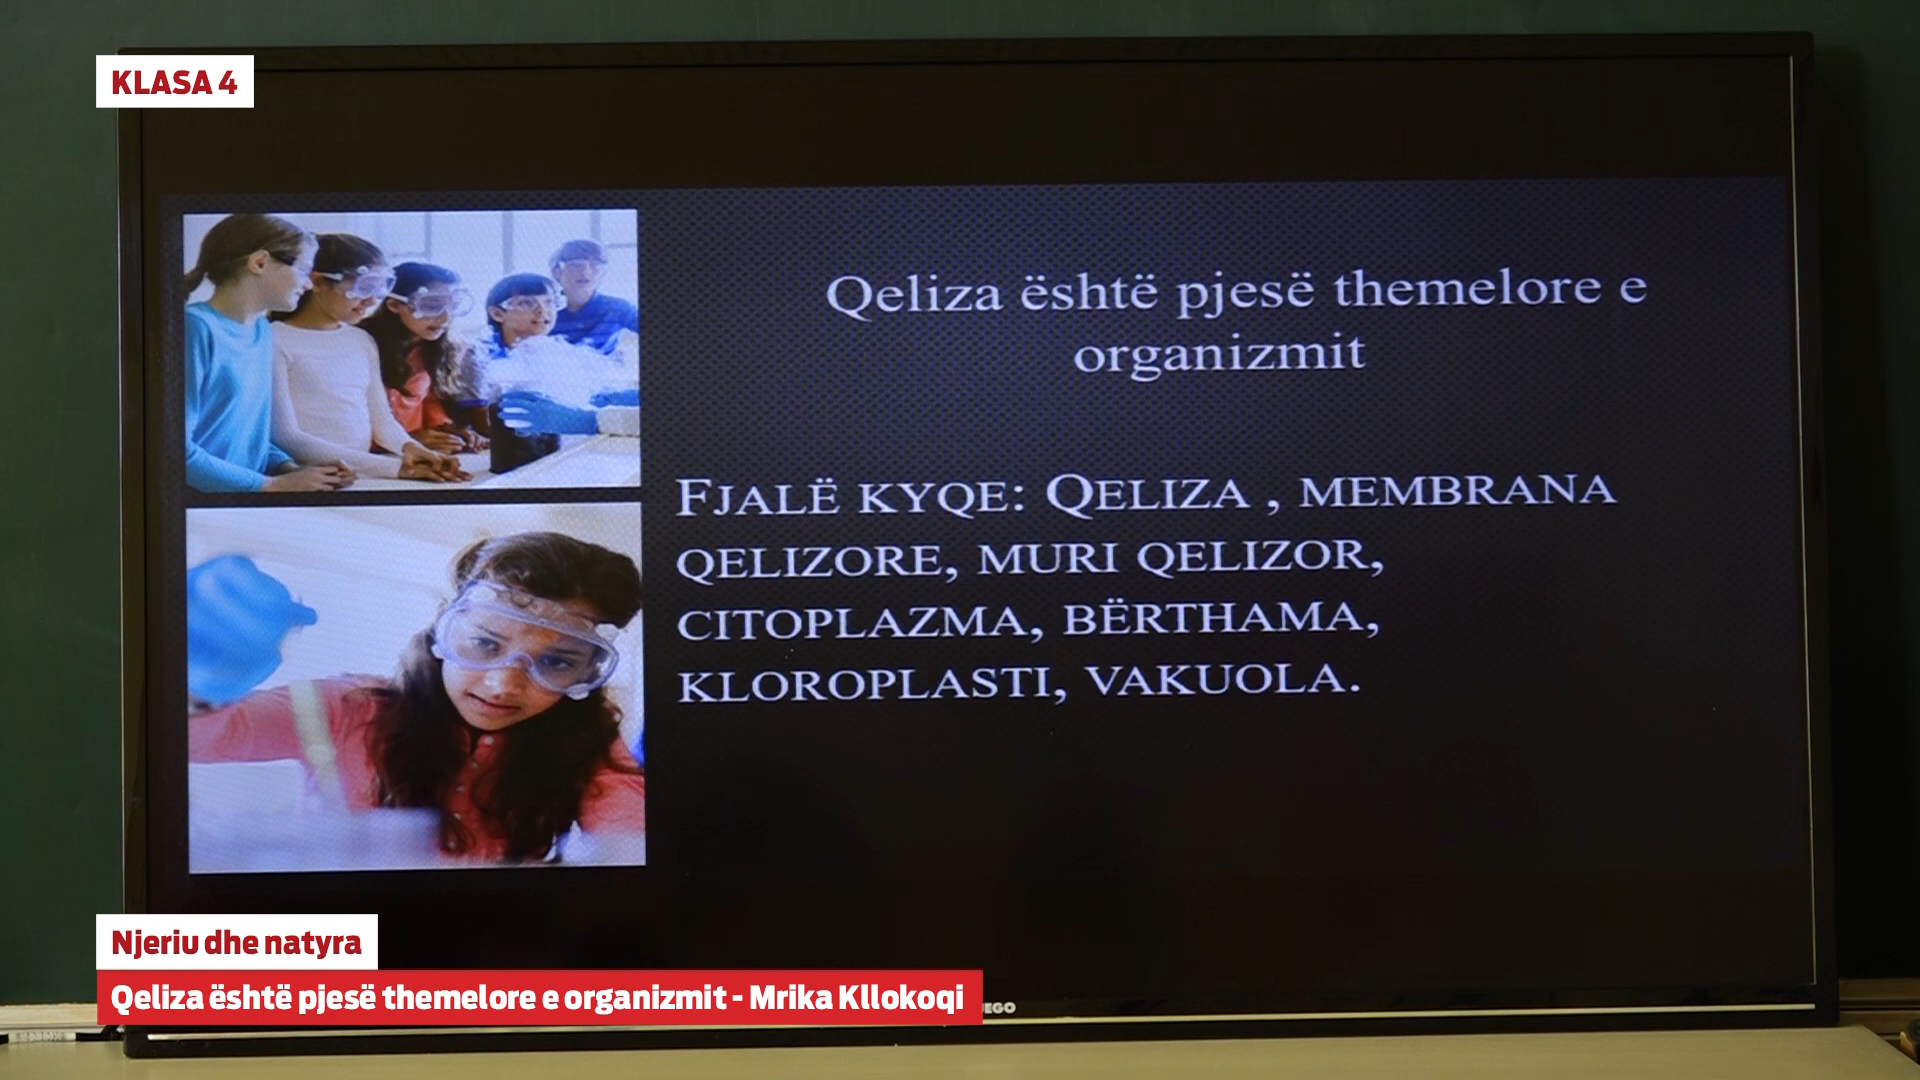 KLASA 4
Qeliza është pjesë themelore e
organizmit
FJALË KYQE: QELIZA , MEMBRANA
QELIZORE, MURI QELIZOR,
CITOPLAZMA, BËRTHAMA,
KLOROPLASTI, VAKUOLA.
Njeriu dhe natyra
Qeliza është pjesë themelore e organizmit - Mrika Kllokoqi